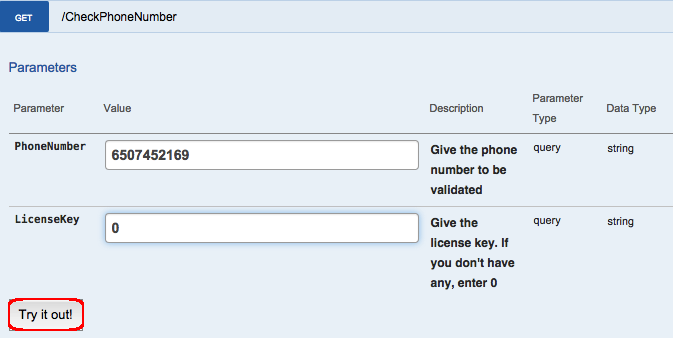 GET /CheckPhoneNumber
Parameters
Parameter Value Description Parameter Type Data Type
PhoneNumber 6507452169 Give the phone number to be validated query string
LicenseKey 0 Give the license key. If you don't have any, enter 0 query string
Try it out!